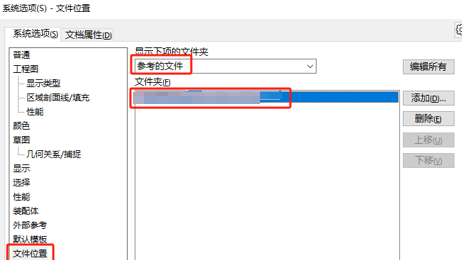 系统选项(S) - 文件位置
系统选项(S) 文档属性(D)
普通
工程图
显示类型
区域剖面线/填充
性能
颜色
草图
几何关系/捕捉
显示
选择
性能
装配体
外部参考
默认模板
文件位置
显示下项的文件夹
参考的文件
编辑所有
文件夹(F)
添加(D)...
删除(E)
上移(U)
下移(V)